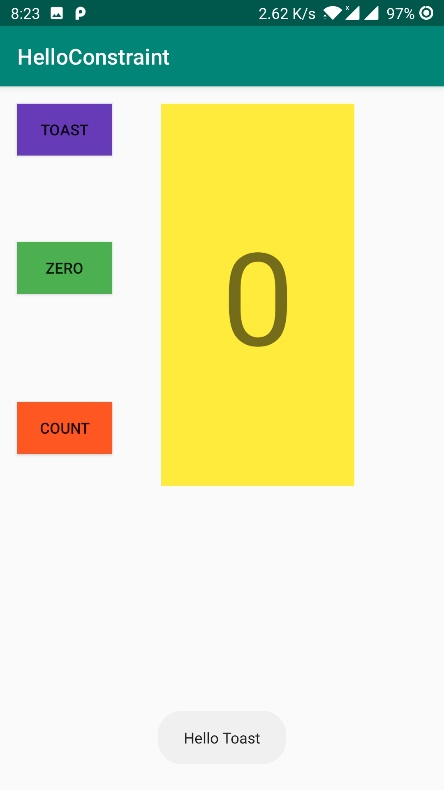 8:23 2.62 K/s 97%
HelloConstraint
TOAST
ZERO
0
COUNT
Hello Toast